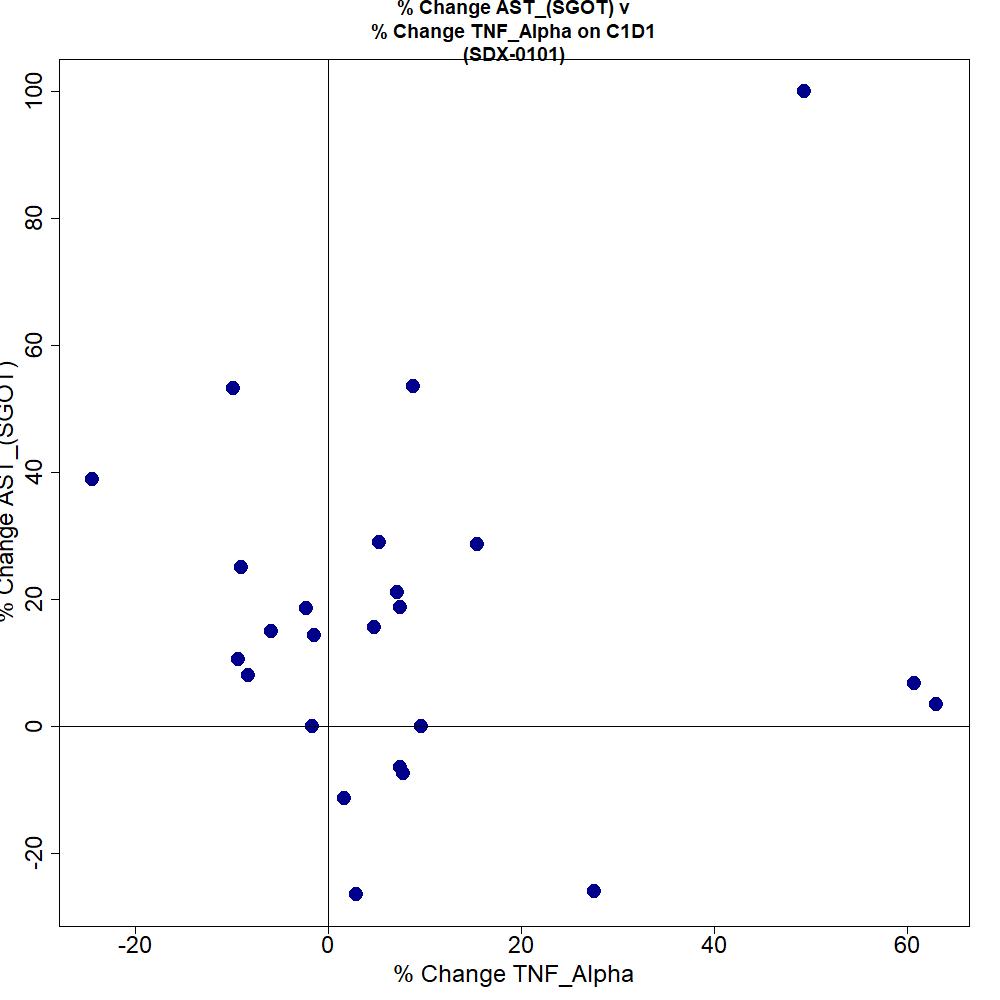 % Change AST_(SGOT) v
% Change TNF_Alpha on C1D1
(SDX-0101)
% Change AST_(SGOT)
100
80
60
40
20
0
-20
-20
0
20
40
60
% Change TNF_Alpha